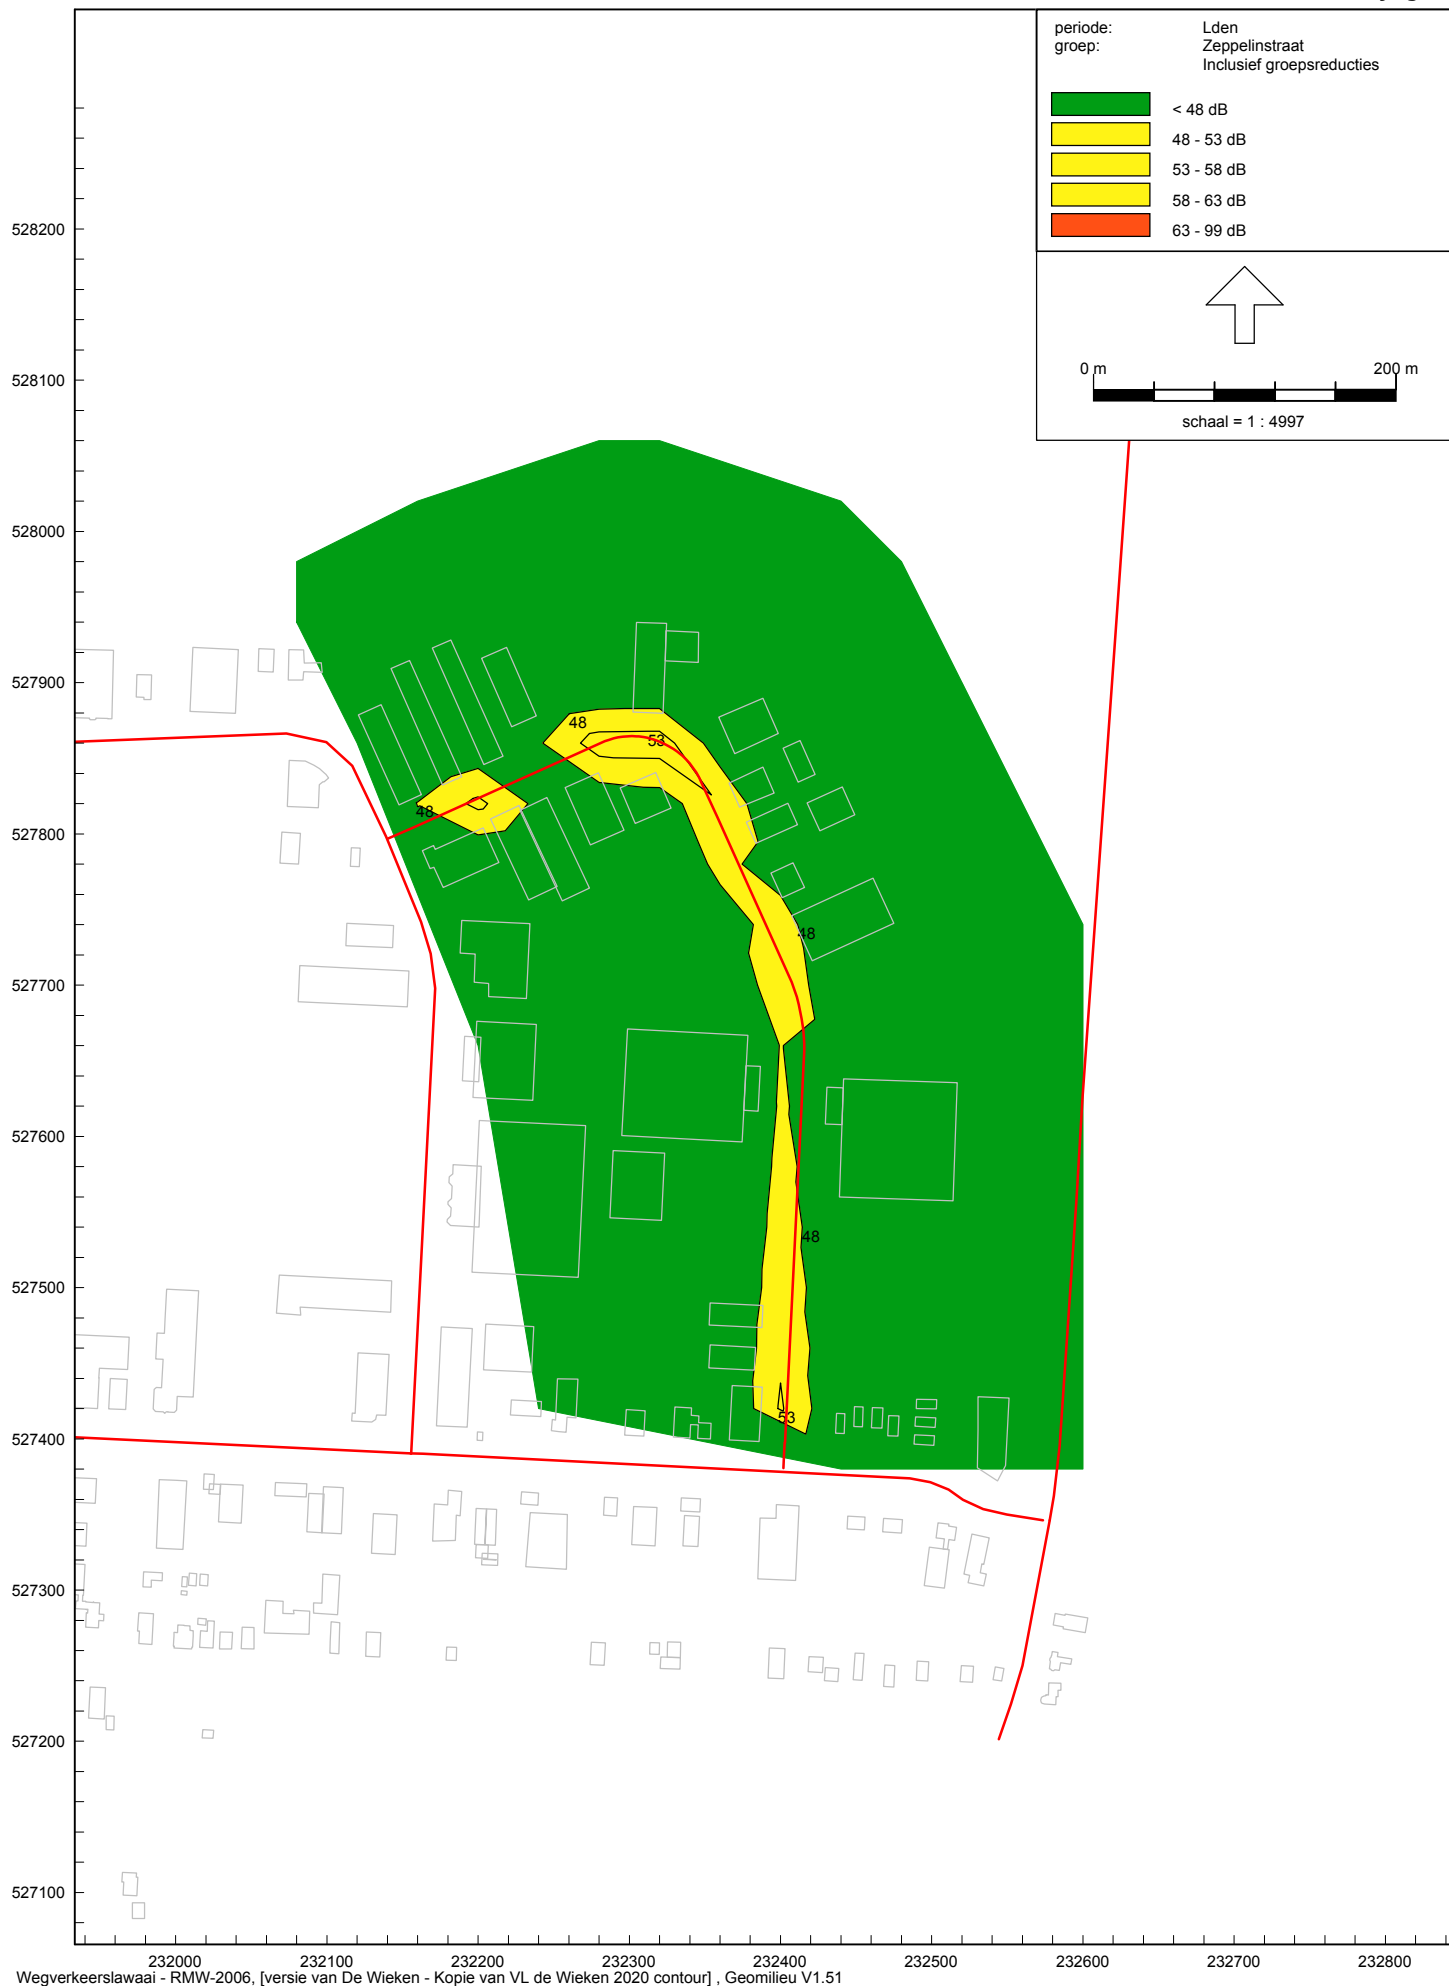 periode: Lden
groep: Zeppelinstraat
Inclusief groepsreducties
< 48 dB
48 - 53 dB
53 - 58 dB
58 - 63 dB
63 - 99 dB
0 m 200 m
schaal = 1 : 4997
528200
528100
528000
527900
527800
527700
527600
527500
527400
527300
527200
527100
48
53
48
48
48
53
232000 232100 232200 232300 232400 232500 232600 232700 232800
Wegverkeerslawaai - RMW-2006, [versie van De Wieken - Kopie van VL de Wieken 2020 contour] , Geomilieu V1.51